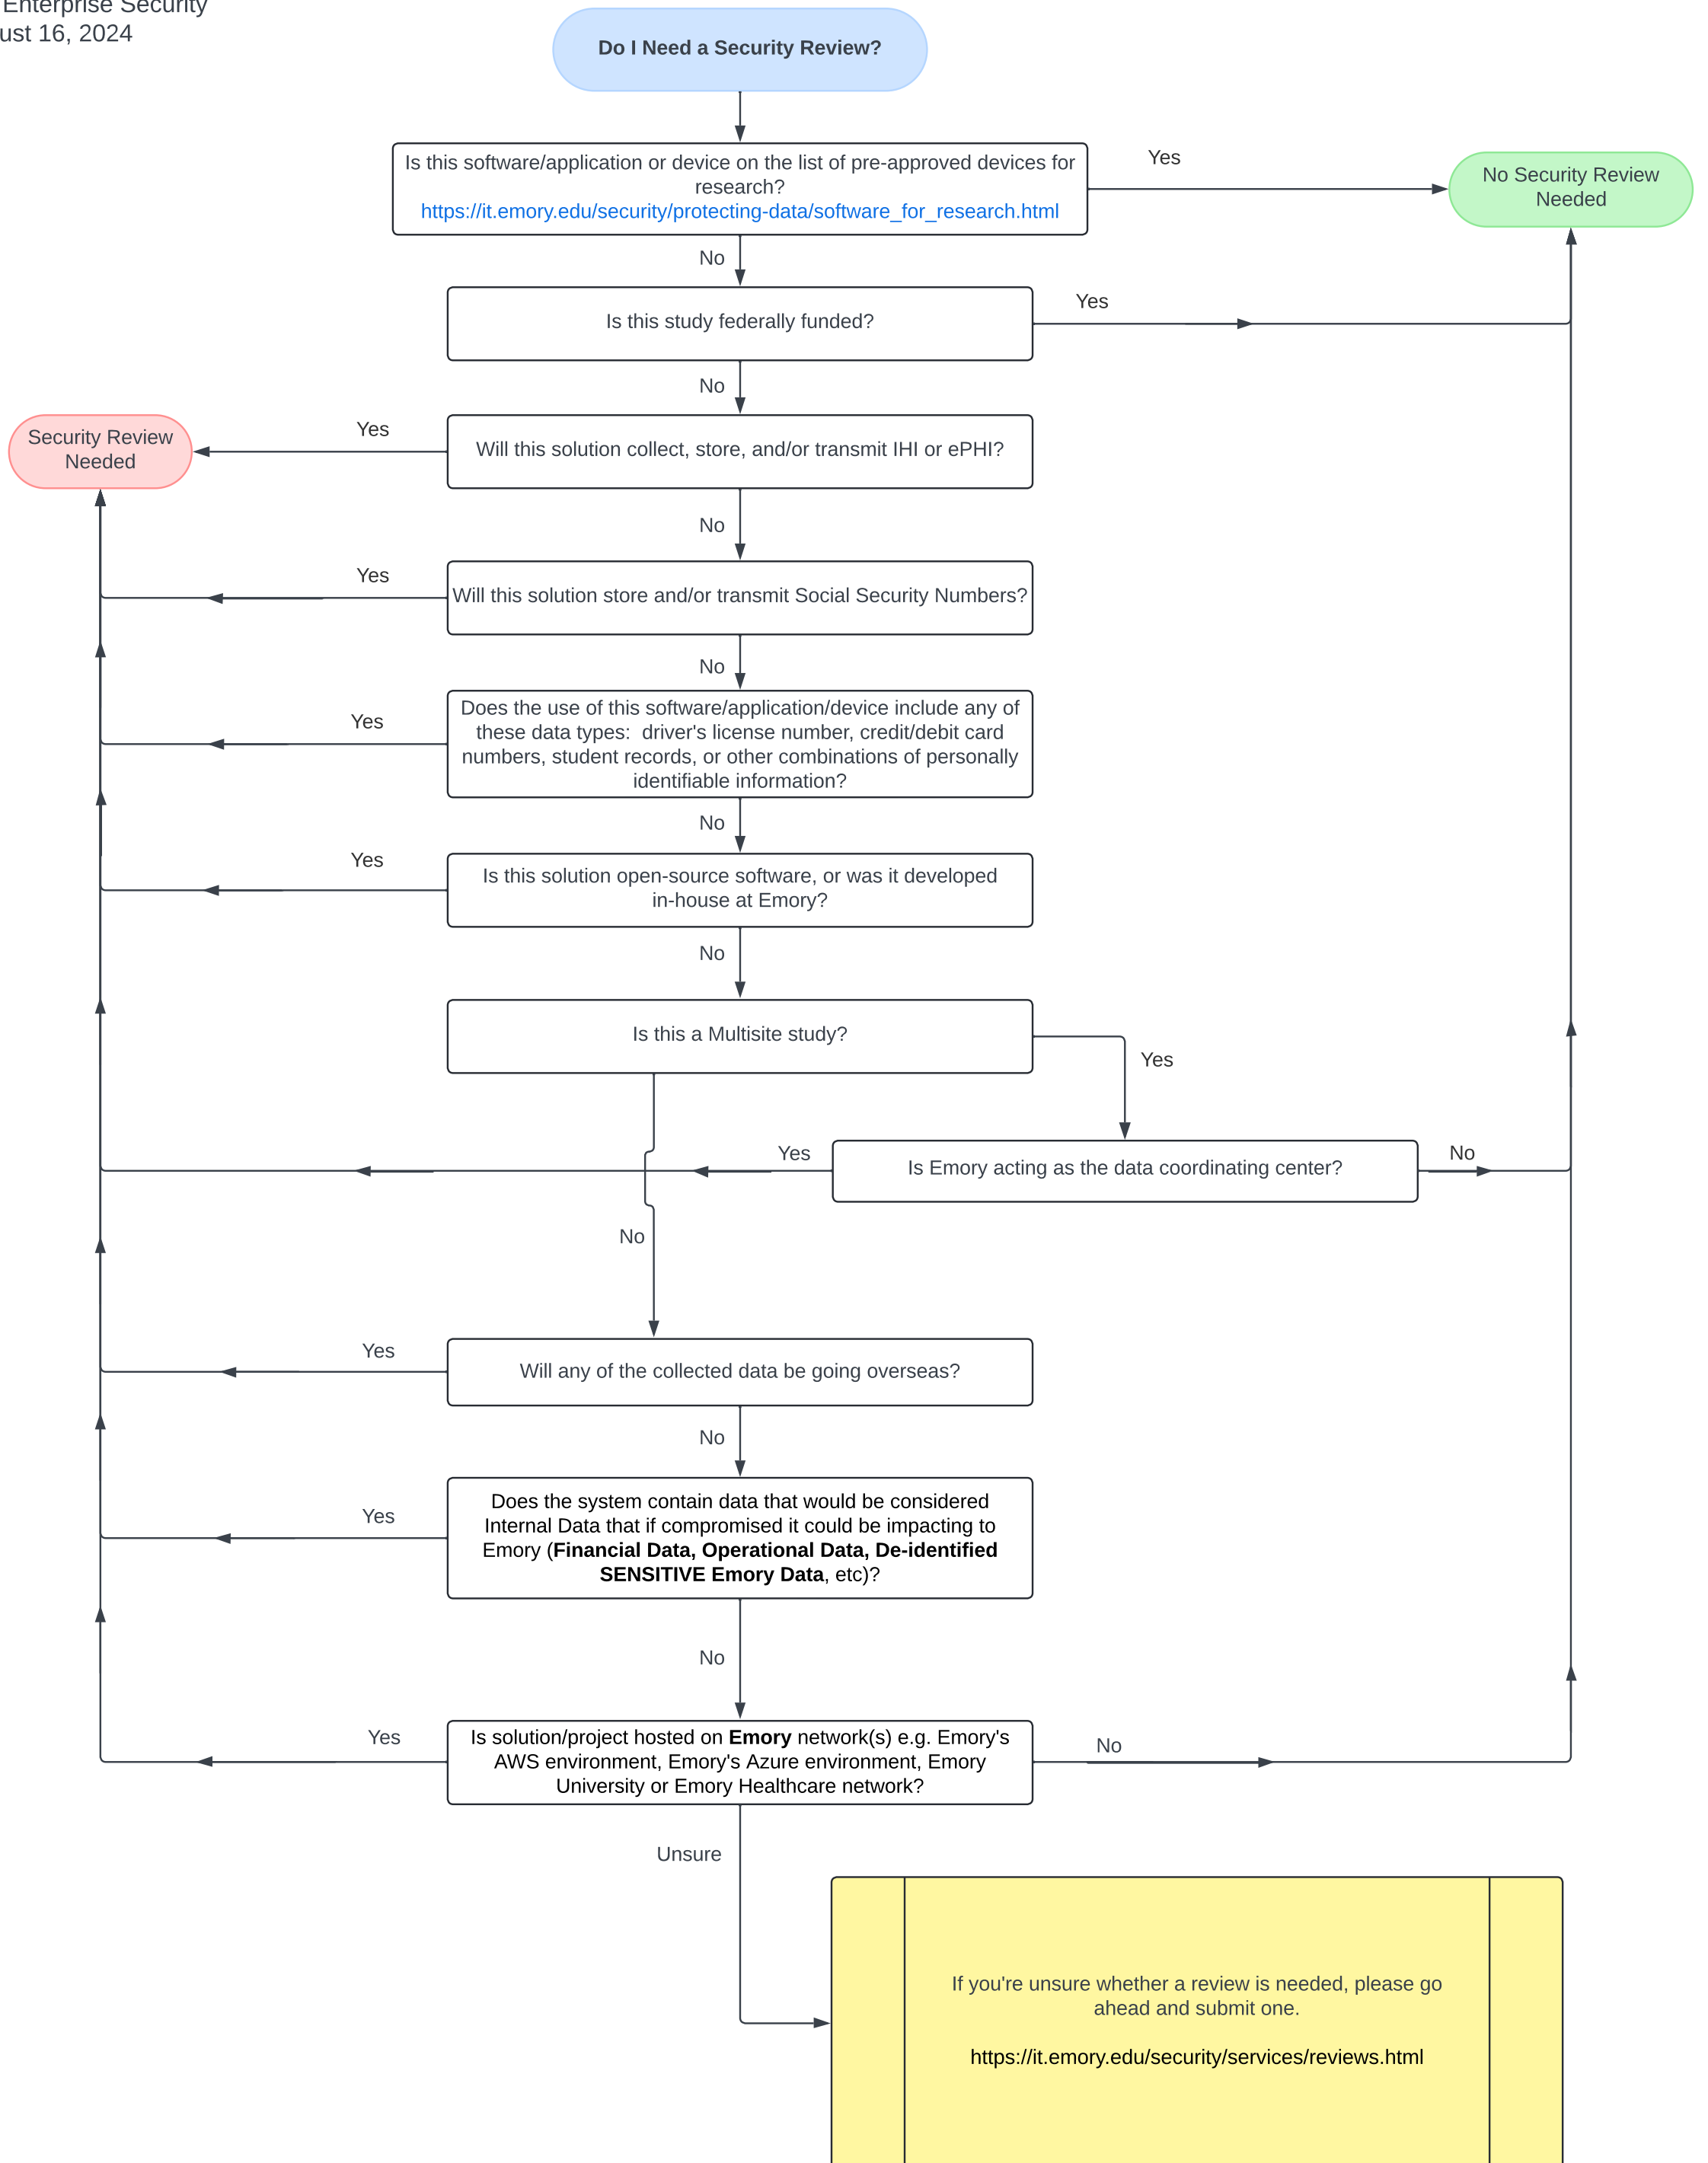 Enterprise Security
ust 16, 2024
Do I Need a Security Review?
Is this software/application or device on the list of pre-approved devices for
research?
https://it.emory.edu/security/protecting-data/software_for_research.html
Yes
No Security Review
Needed
No
Is this study federally funded?
Yes
No
Security Review
Needed
Yes
Will this solution collect, store, and/or transmit IHI or ePHI?
No
Yes
Will this solution store and/or transmit Social Security Numbers?
No
Yes
Does the use of this software/application/device include any of
these data types:  driver's license number, credit/debit card
numbers, student records, or other combinations of personally
identifiable information?
No
Yes
Is this solution open-source software, or was it developed
in-house at Emory?
No
Is this a Multisite study?
Yes
Yes
Is Emory acting as the data coordinating center?
No
No
Yes
Will any of the collected data be going overseas?
No
Yes
Does the system contain data that would be considered
Internal Data that if compromised it could be impacting to
Emory (Financial Data, Operational Data, De-identified
SENSITIVE Emory Data, etc)?
No
Yes
Is solution/project hosted on Emory network(s) e.g. Emory's
AWS environment, Emory's Azure environment, Emory
University or Emory Healthcare network?
No
Unsure
If you're unsure whether a review is needed, please go
ahead and submit one.
https://it.emory.edu/security/services/reviews.html